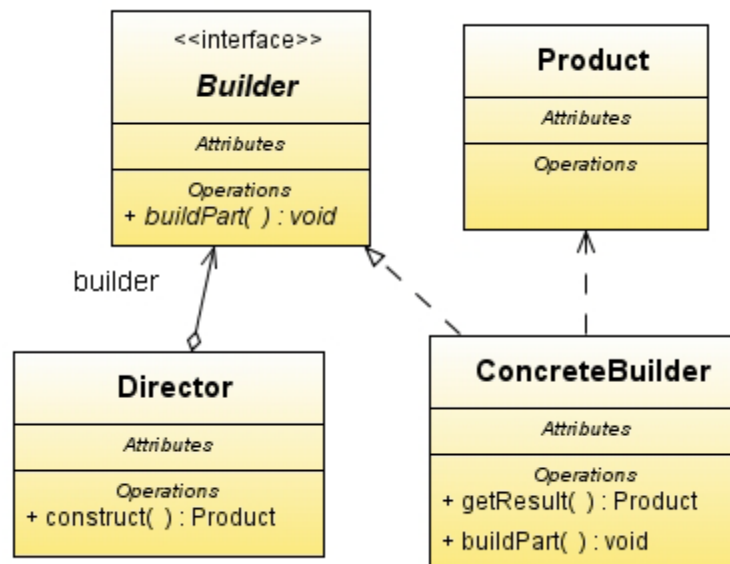 <<interface>>
Builder
Attributes
Operations
+ buildPart( ) : void
Product
Attributes
Operations
builder
Director
Attributes
Operations
+ construct( ) : Product
ConcreteBuilder
Attributes
Operations
+ getResult( ) : Product
+ buildPart( ) : void